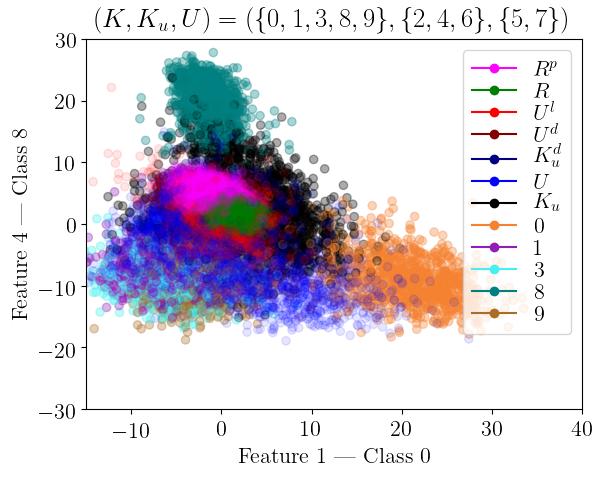 (K, K_u, U) = ({0, 1, 3, 8, 9}, {2, 4, 6}, {5, 7})
30
20
10
0
−10
−20
−30
Feature 4 — Class 8
R^p
R
U^l
U^d
K_u^d
U
K_u
0
1
3
8
9
−10
0
10
20
30
40
Feature 1 — Class 0